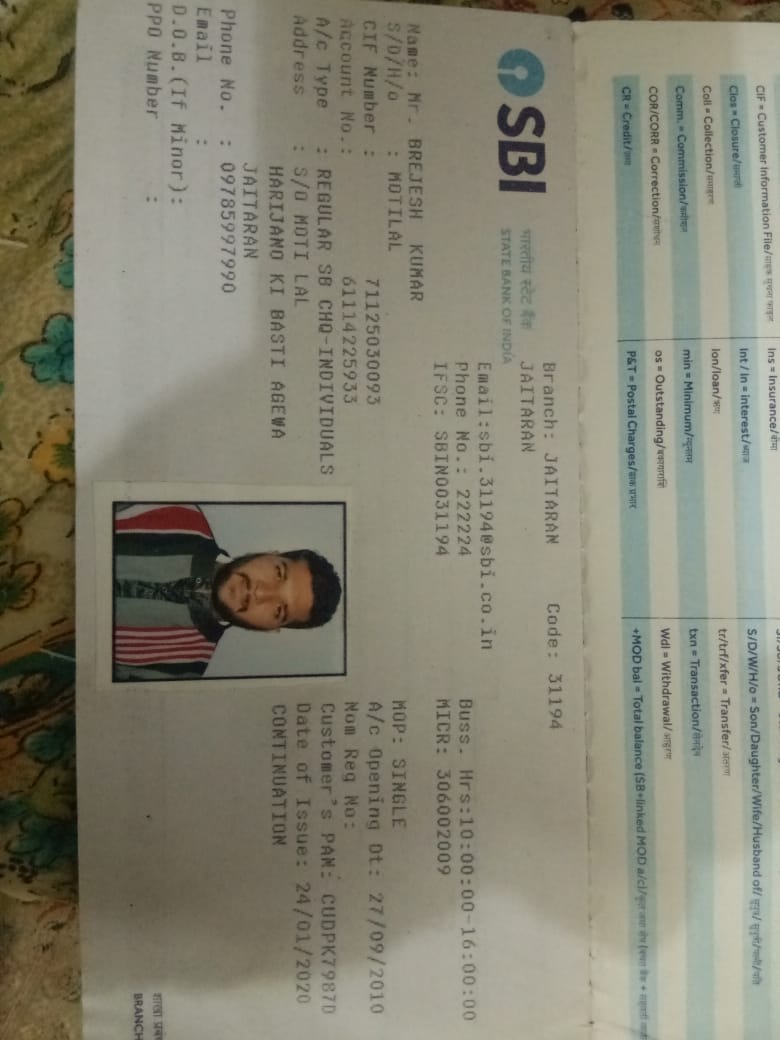 CIF = Customer Information File/
Clos = Closure/समाप्ति
Coll = Collection/समाहरण
Comm. = Commission/कमीशन
COR/CORR = Correction/संशोधन
CR = Credit/जमा
Ins = Insurance/बीमा
Int / In = interest/ब्याज
lon/loan/ऋण
min = Minimum/न्यूनतम
os = Outstanding/बकायाराशि
P&T = Postal Charges/डाक प्रभार
S/D/W/H/o = Son/Daughter/Wife/Husband of/
tr/trf/xfer = Transfer/अंतरण
txn = Transaction/लेनदेन
Wdl = Withdrawal/आहरण
+MOD bal = Total balance (SB+linked MOD a/c)/
SBI
भारतीय स्टेट बैंक
STATE BANK OF INDIA
Branch: JAITARAN Code: 31194
JAITARAN
Email:sbi.31194@sbi.co.in
Phone No.: 222224 Buss. Hrs:10:00:00-16:00:00
IFSC: SBIN0031194 MICR: 306002009
Name: Mr. BREJESH KUMAR
S/D/H/o : MOTILAL MOP: SINGLE
CIF Number : 71125030093 A/c Opening Dt: 27/09/2010
Account No.: 61114225933 Nom Reg No:
A/c Type : REGULAR SB CHQ-INDIVIDUALS Customer's PAN: CUDPK7987D
Address : S/O MOTI LAL Date of Issue: 24/01/2020
HARIJANO KI BASTI AGEWA CONTINUATION
JAITARAN
Phone No. : 09785997990
Email :
D.O.B.(If Minor):
PPO Number :
शाखा
BRANCH